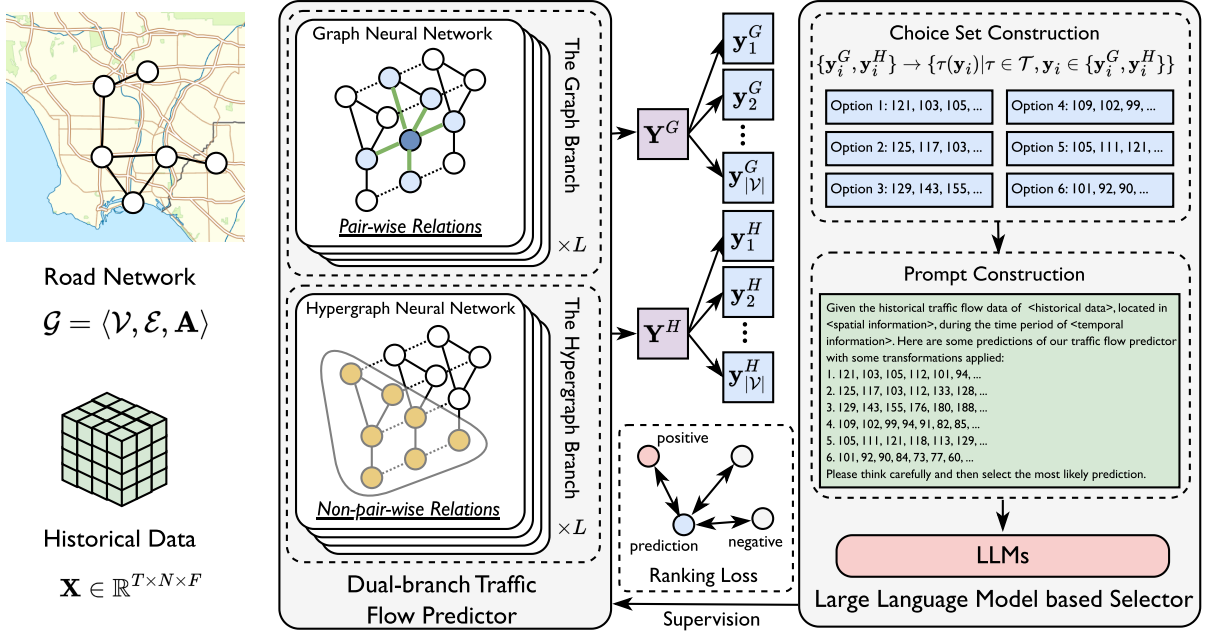 Road Network
𝒢 = ⟨𝒱, ℰ, 𝐀⟩
Historical Data
𝐗 ∈ ℝ^{T×N×F}
Graph Neural Network
Pair-wise Relations
×L
The Graph Branch
Hypergraph Neural Network
Non-pair-wise Relations
×L
The Hypergraph Branch
Dual-branch Traffic
Flow Predictor
𝐘^G
𝐲_1^G
𝐲_2^G
⋮
𝐲_{|𝒱|}^G
𝐘^H
𝐲_1^H
𝐲_2^H
⋮
𝐲_{|𝒱|}^H
positive
prediction
negative
Ranking Loss
Supervision
Choice Set Construction
{𝐲_i^G, 𝐲_i^H} → {τ(𝐲_i)|τ ∈ 𝒯, 𝐲_i ∈ {𝐲_i^G, 𝐲_i^H}}
Option 1: 121, 103, 105, ...
Option 2: 125, 117, 103, ...
Option 3: 129, 143, 155, ...
Option 4: 109, 102, 99, ...
Option 5: 105, 111, 121, ...
Option 6: 101, 92, 90, ...
Prompt Construction
Given the historical traffic flow data of <historical data>, located in
<spatial information>, during the time period of <temporal
information>. Here are some predictions of our traffic flow predictor
with some transformations applied:
1. 121, 103, 105, 112, 101, 94, ...
2. 125, 117, 103, 112, 133, 128, ...
3. 129, 143, 155, 176, 180, 188, ...
4. 109, 102, 99, 94, 91, 82, 85, ...
5. 105, 111, 121, 118, 113, 129, ...
6. 101, 92, 90, 84, 73, 77, 60, ...
Please think carefully and then select the most likely prediction.
LLMs
Large Language Model based Selector